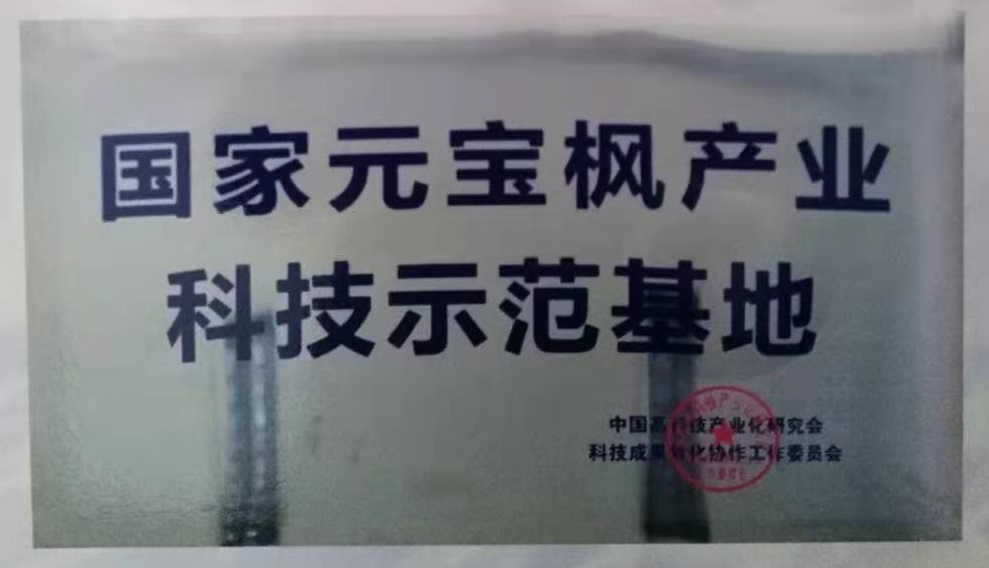 国家元宝枫产业
科技示范基地
中国高科技产业化研究会
科技成果转化协作工作委员会